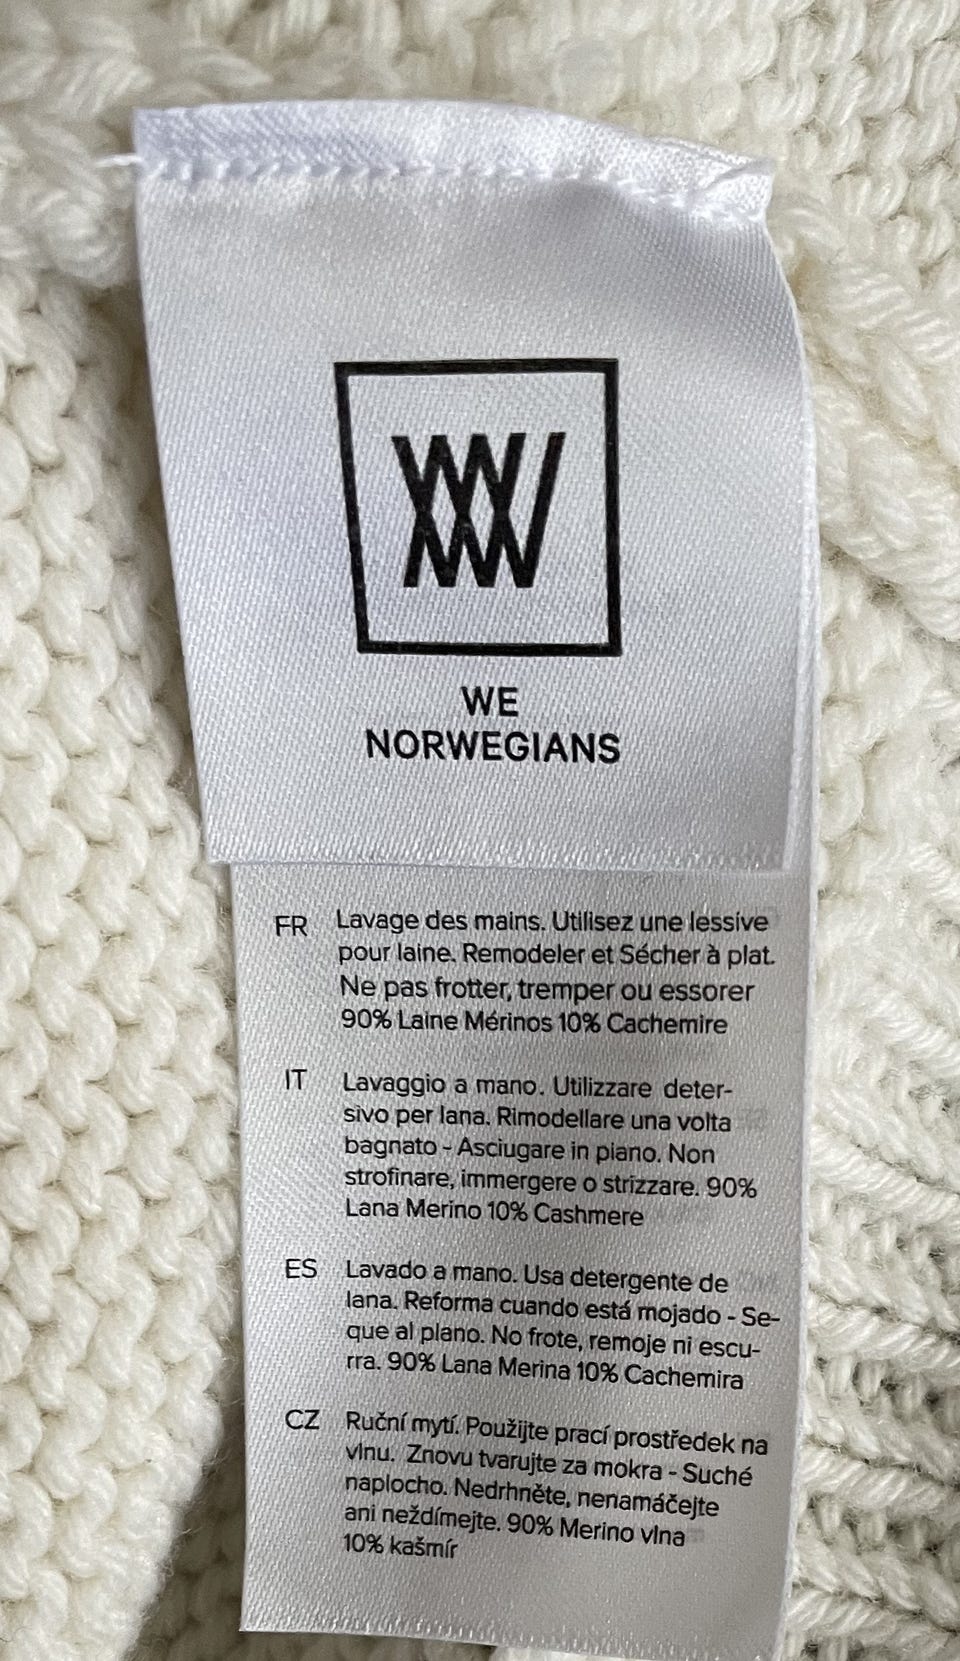 WE
NORWEGIANS
FR Lavage des mains. Utilisez une lessive
pour laine. Remodeler et Sécher à plat.
Ne pas frotter, tremper ou essorer
90% Laine Mérinos 10% Cachemire
IT Lavaggio a mano. Utilizzare deter-
sivo per lana. Rimodellare una volta
bagnato - Asciugare in piano. Non
strofinare, immergere o strizzare. 90%
Lana Merino 10% Cashmere
ES Lavado a mano. Usa detergente de
lana. Reforma cuando está mojado - Se-
que al plano. No frote, remoje ni escu-
rra. 90% Lana Merina 10% Cachemira
CZ Ruční mytí. Použijte prací prostředek na
vlnu. Znovu tvarujte za mokra - Suché
naplocho. Nedrhněte, nenamáčejte
ani neždímejte. 90% Merino vlna
10% kašmír